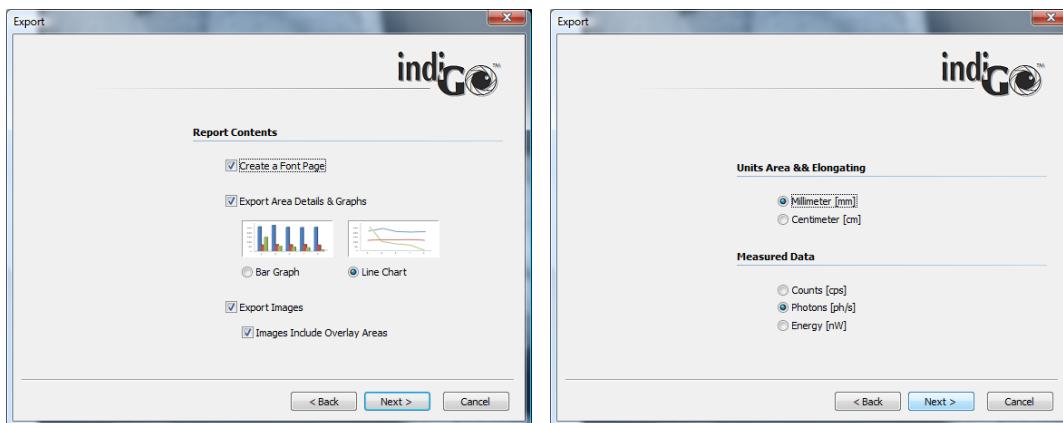 Export
indiGo™
Report Contents
Create a Font Page
Export Area Details & Graphs
Bar Graph
Line Chart
Export Images
Images Include Overlay Areas
< Back
Next >
Cancel
Export
indiGo™
Units Area && Elongating
Millimeter [mm]
Centimeter [cm]
Measured Data
Counts [cps]
Photons [ph/s]
Energy [nW]
< Back
Next >
Cancel